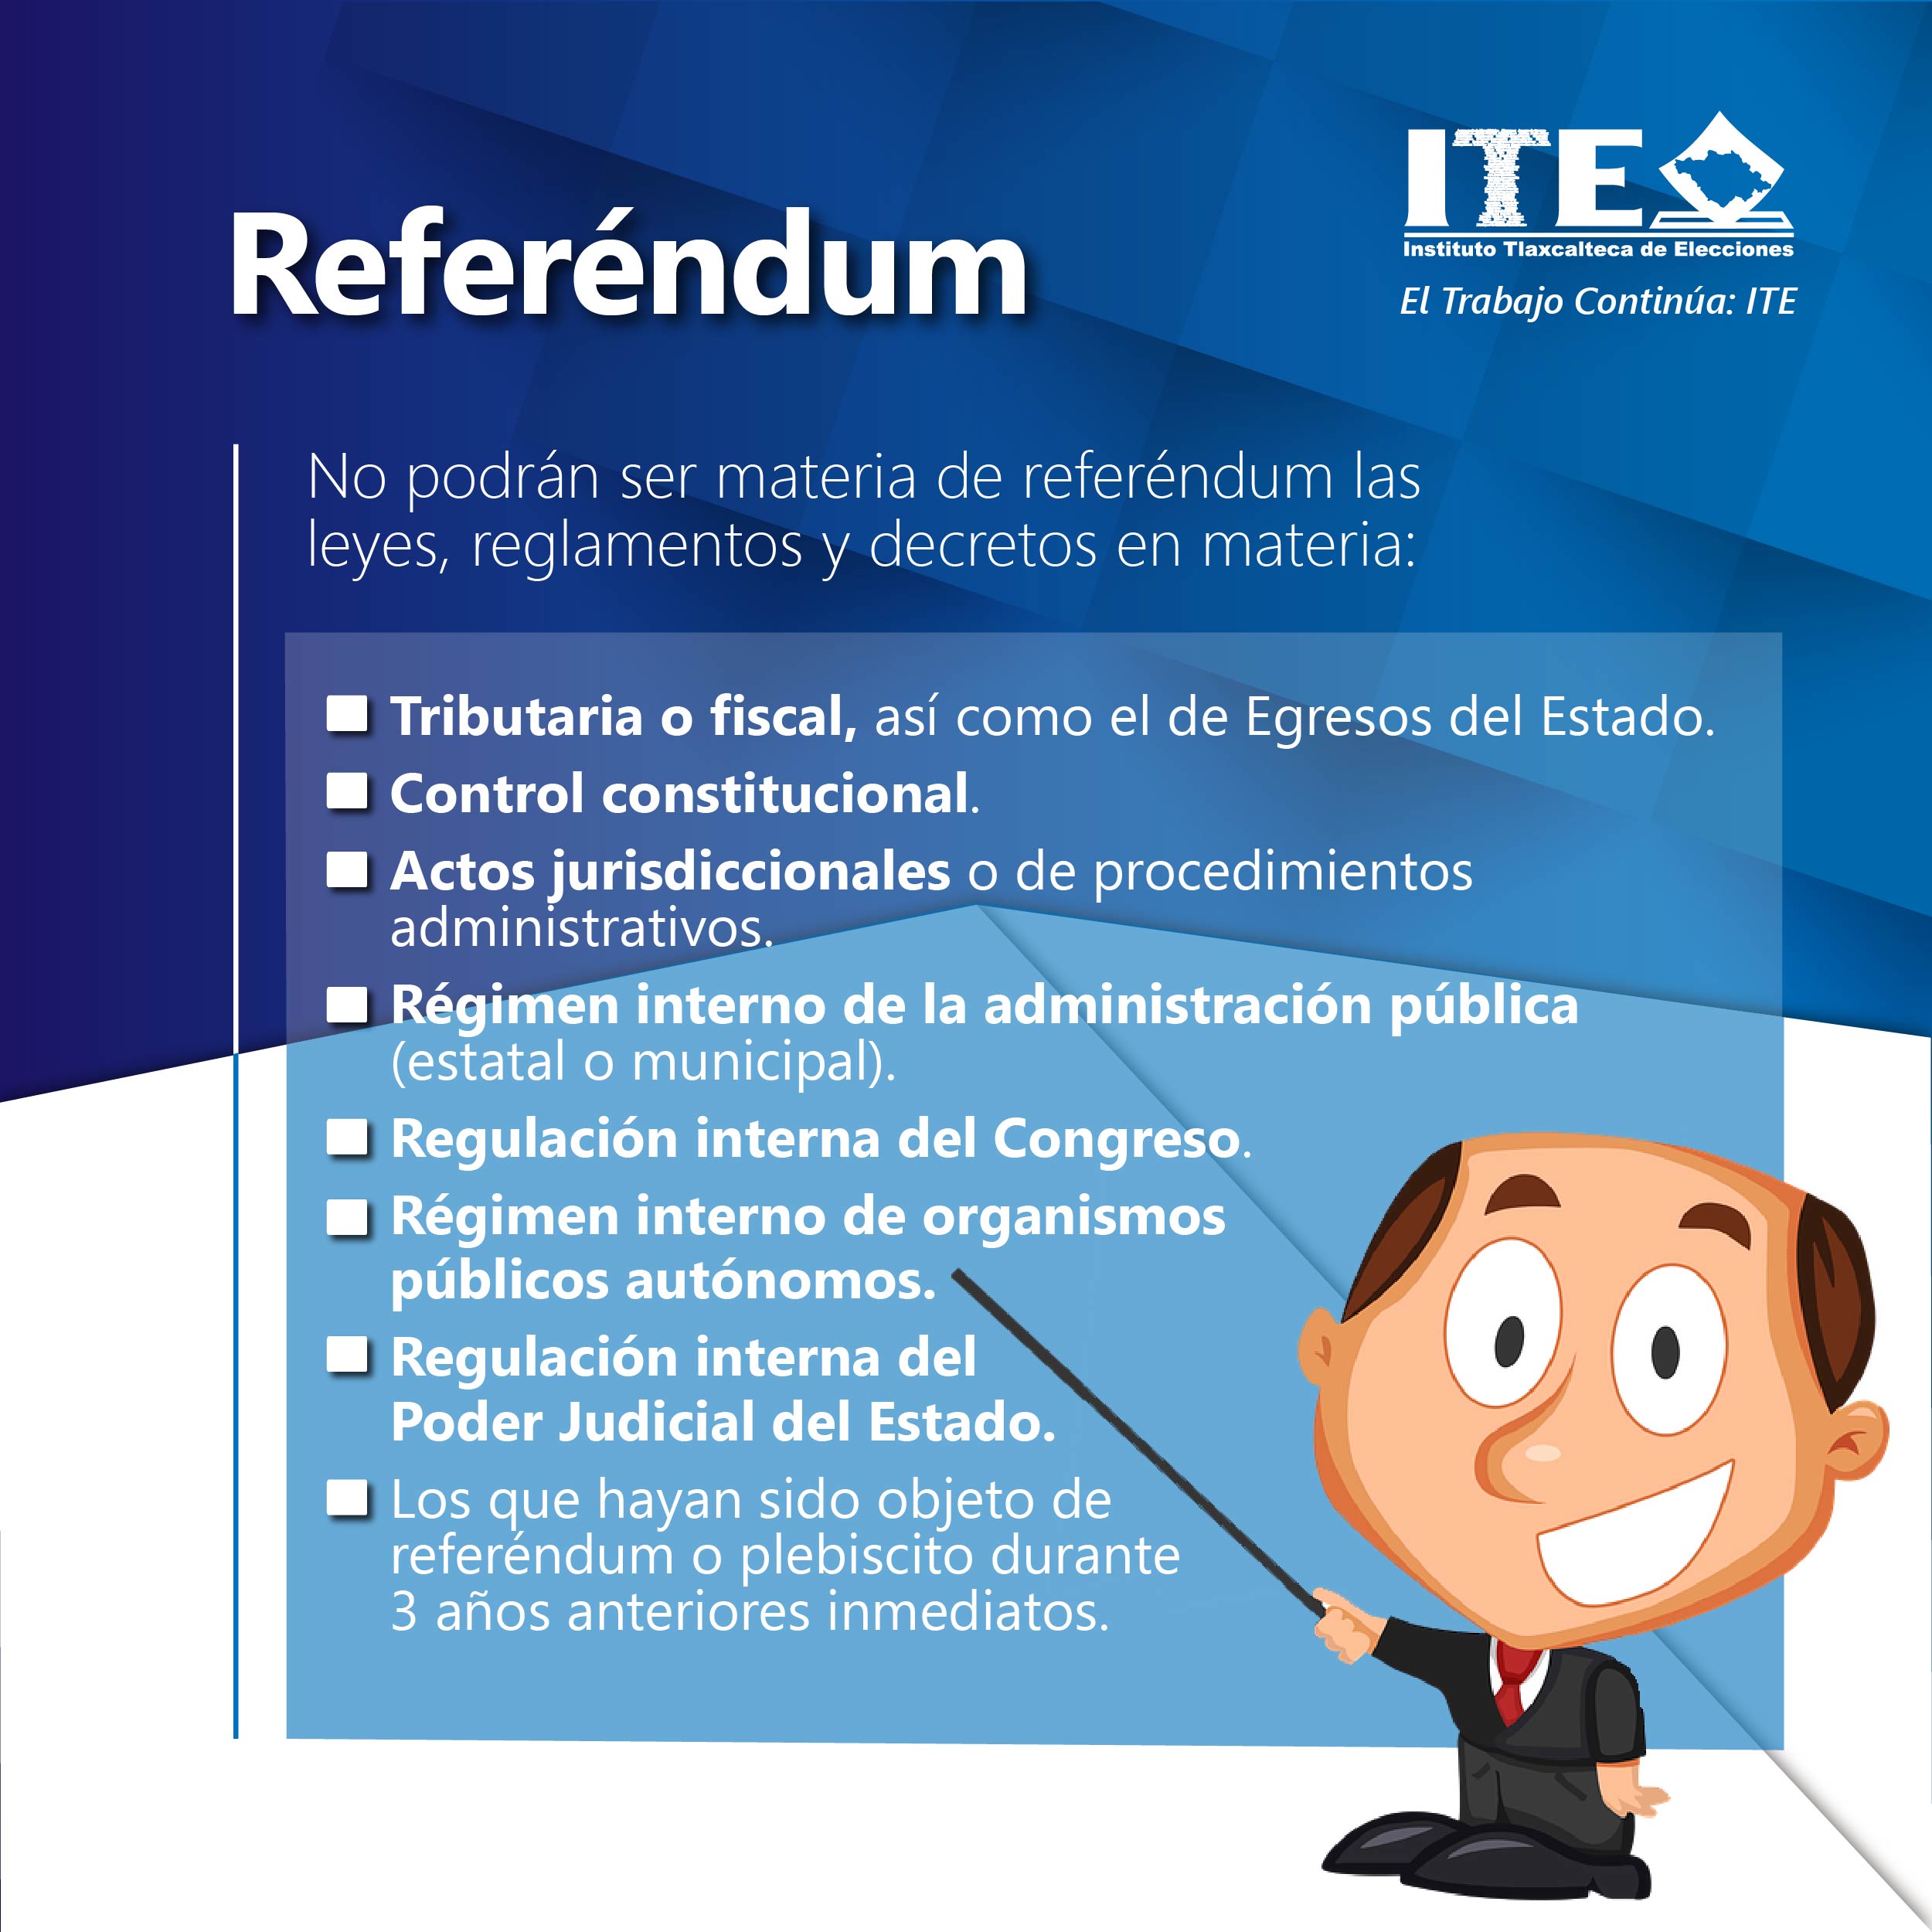 ITE
Instituto Tlaxcalteca de Elecciones
El Trabajo Continúa: ITE
Referéndum
No podrán ser materia de referéndum las
leyes, reglamentos y decretos en materia:
Tributaria o fiscal, así como el de Egresos del Estado.
Control constitucional.
Actos jurisdiccionales o de procedimientos
administrativos.
Régimen interno de la administración pública
(estatal o municipal).
Regulación interna del Congreso.
Régimen interno de organismos
públicos autónomos.
Regulación interna del
Poder Judicial del Estado.
Los que hayan sido objeto de
referéndum o plebiscito durante
3 años anteriores inmediatos.